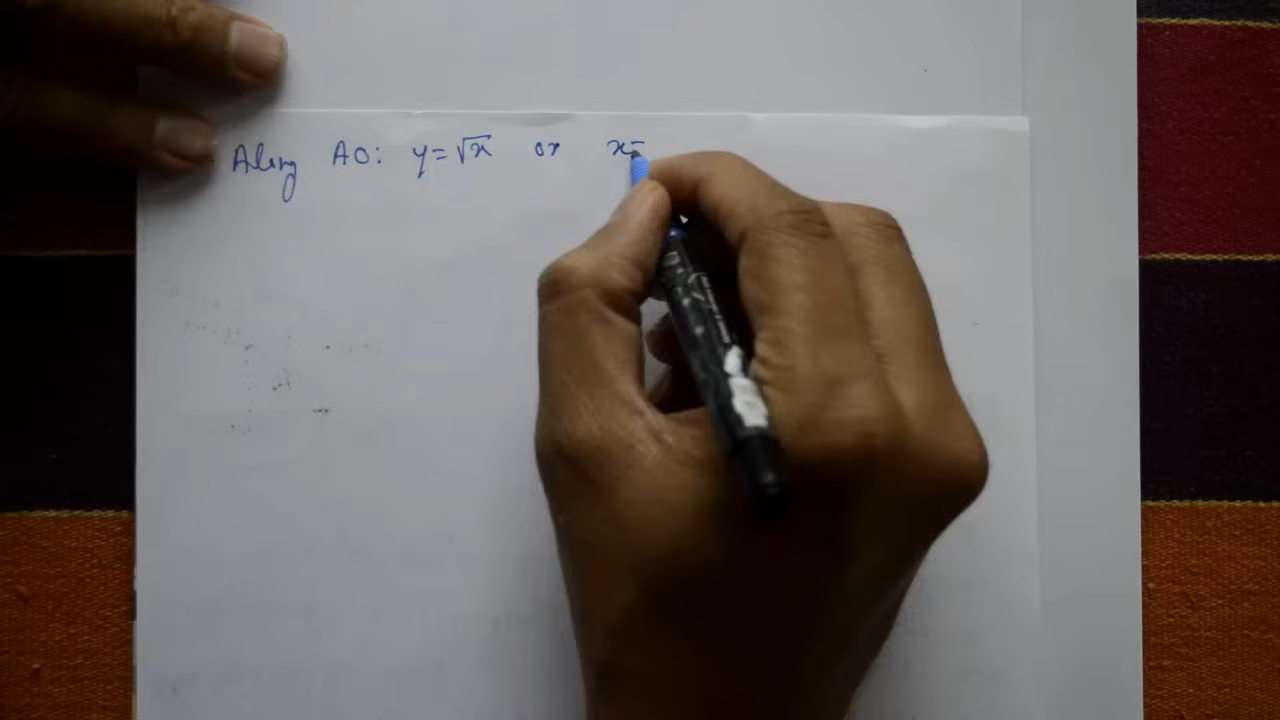 Along AO: y = √x or x =